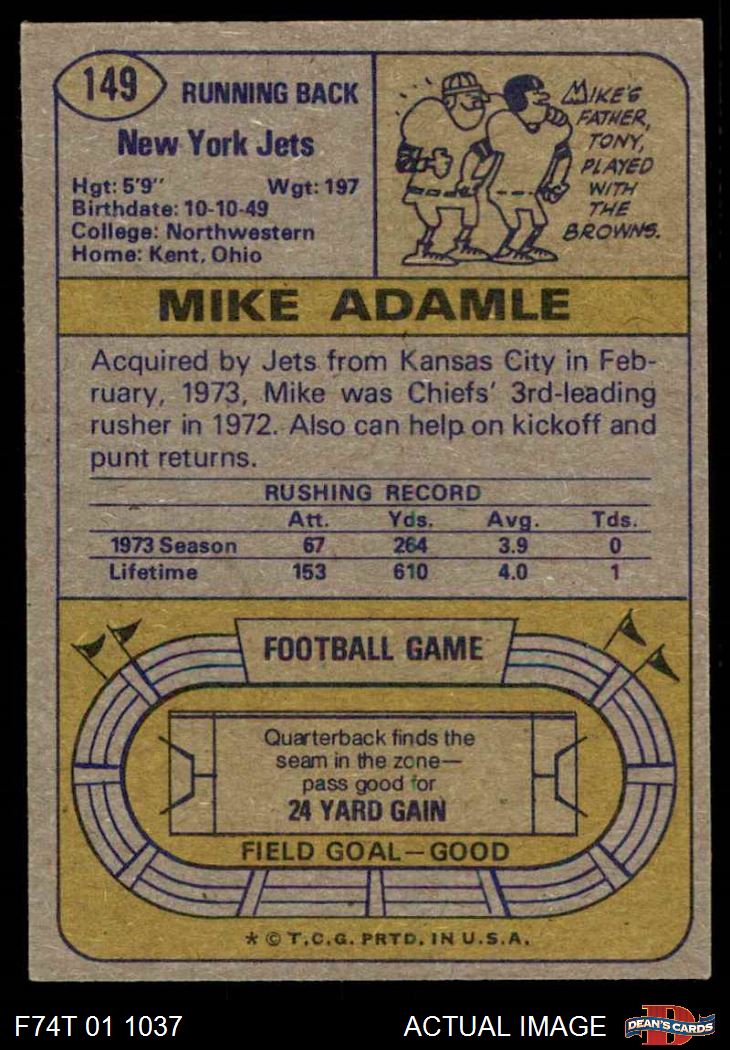 149
RUNNING BACK
New York Jets
Hgt: 5'9" Wgt: 197
Birthdate: 10-10-49
College: Northwestern
Home: Kent, Ohio
MIKE'S
FATHER,
TONY,
PLAYED
WITH
THE
BROWNS.
MIKE ADAMLE
Acquired by Jets from Kansas City in Feb-
ruary, 1973, Mike was Chiefs' 3rd-leading
rusher in 1972. Also can help on kickoff and
punt returns.
RUSHING RECORD
Att. Yds. Avg. Tds.
1973 Season 67 264 3.9 0
Lifetime 153 610 4.0 1
FOOTBALL GAME
Quarterback finds the
seam in the zone—
pass good for
24 YARD GAIN
FIELD GOAL—GOOD
* © T.C.G. PRTD. IN U.S.A.
F74T 01 1037 ACTUAL IMAGE
D
DEAN'S CARDS